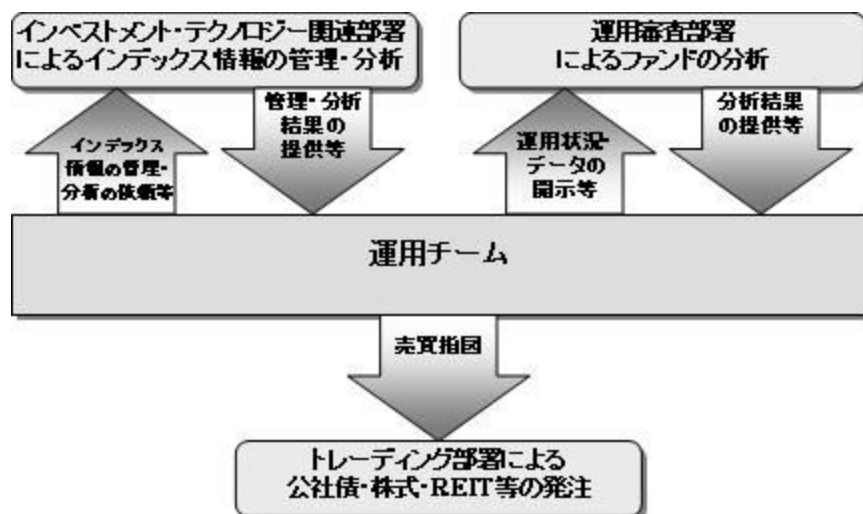 インベストメント・テクノロジー関連部署
によるインデックス情報の管理・分析
運用審査部署
によるファンドの分析
インデックス
情報の管理・
分析の依頼等
管理・分析
結果の
提供等
運用状況・
データの
開示等
分析結果
の提供等
運用チーム
売買指図
トレーディング部署による
公社債・株式・REIT等の発注